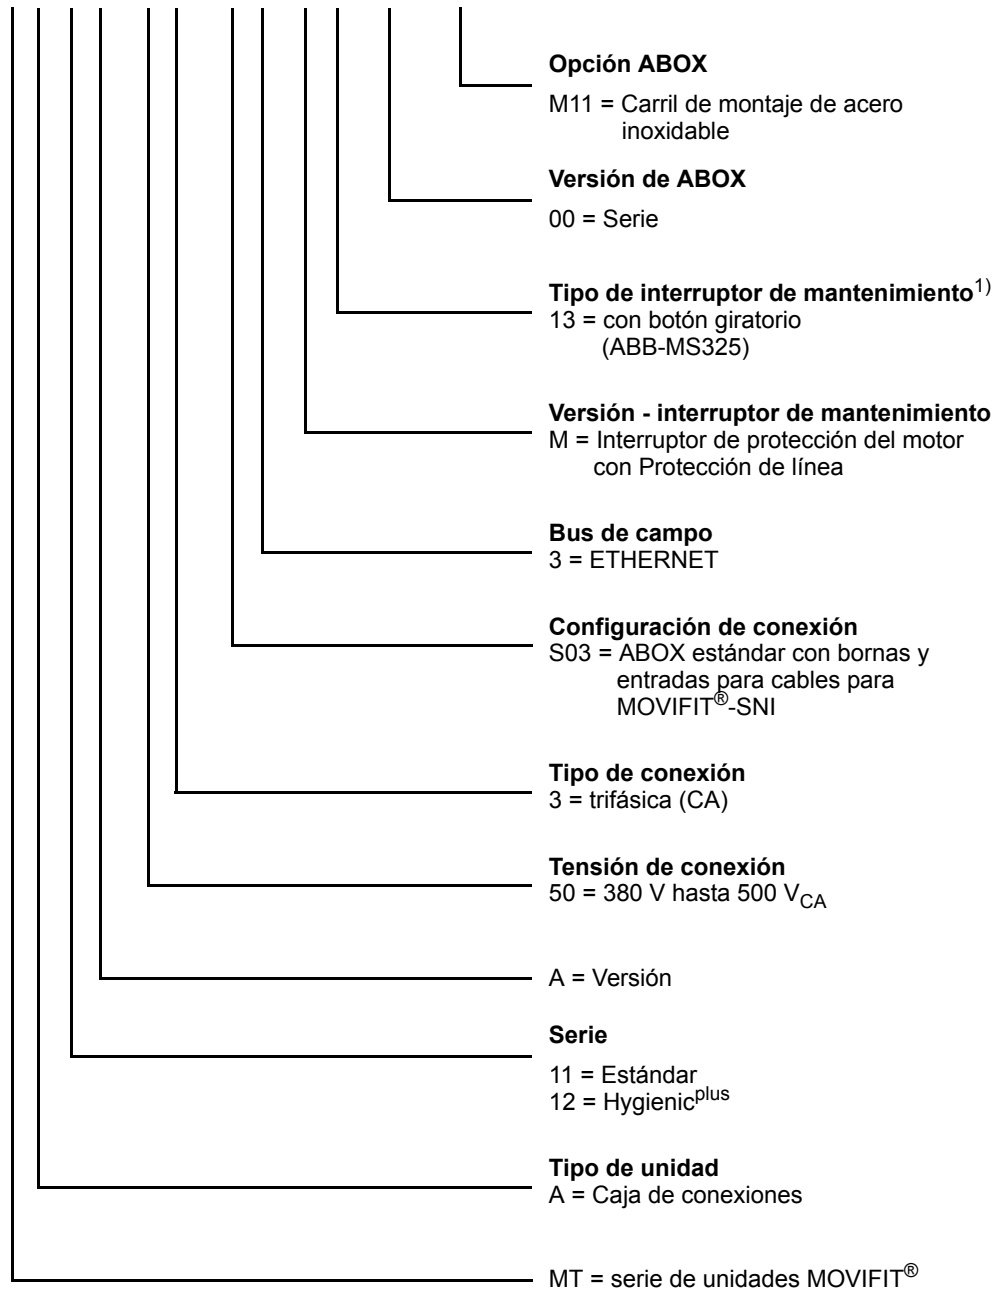 Opción ABOX
M11 = Carril de montaje de acero
inoxidable
Versión de ABOX
00 = Serie
Tipo de interruptor de mantenimiento1)
13 = con botón giratorio
(ABB-MS325)
Versión - interruptor de mantenimiento
M = Interruptor de protección del motor
con Protección de línea
Bus de campo
3 = ETHERNET
Configuración de conexión
S03 = ABOX estándar con bornas y
entradas para cables para
MOVIFIT®-SNI
Tipo de conexión
3 = trifásica (CA)
Tensión de conexión
50 = 380 V hasta 500 VCA
A = Versión
Serie
11 = Estándar
12 = Hygienicplus
Tipo de unidad
A = Caja de conexiones
MT = serie de unidades MOVIFIT®